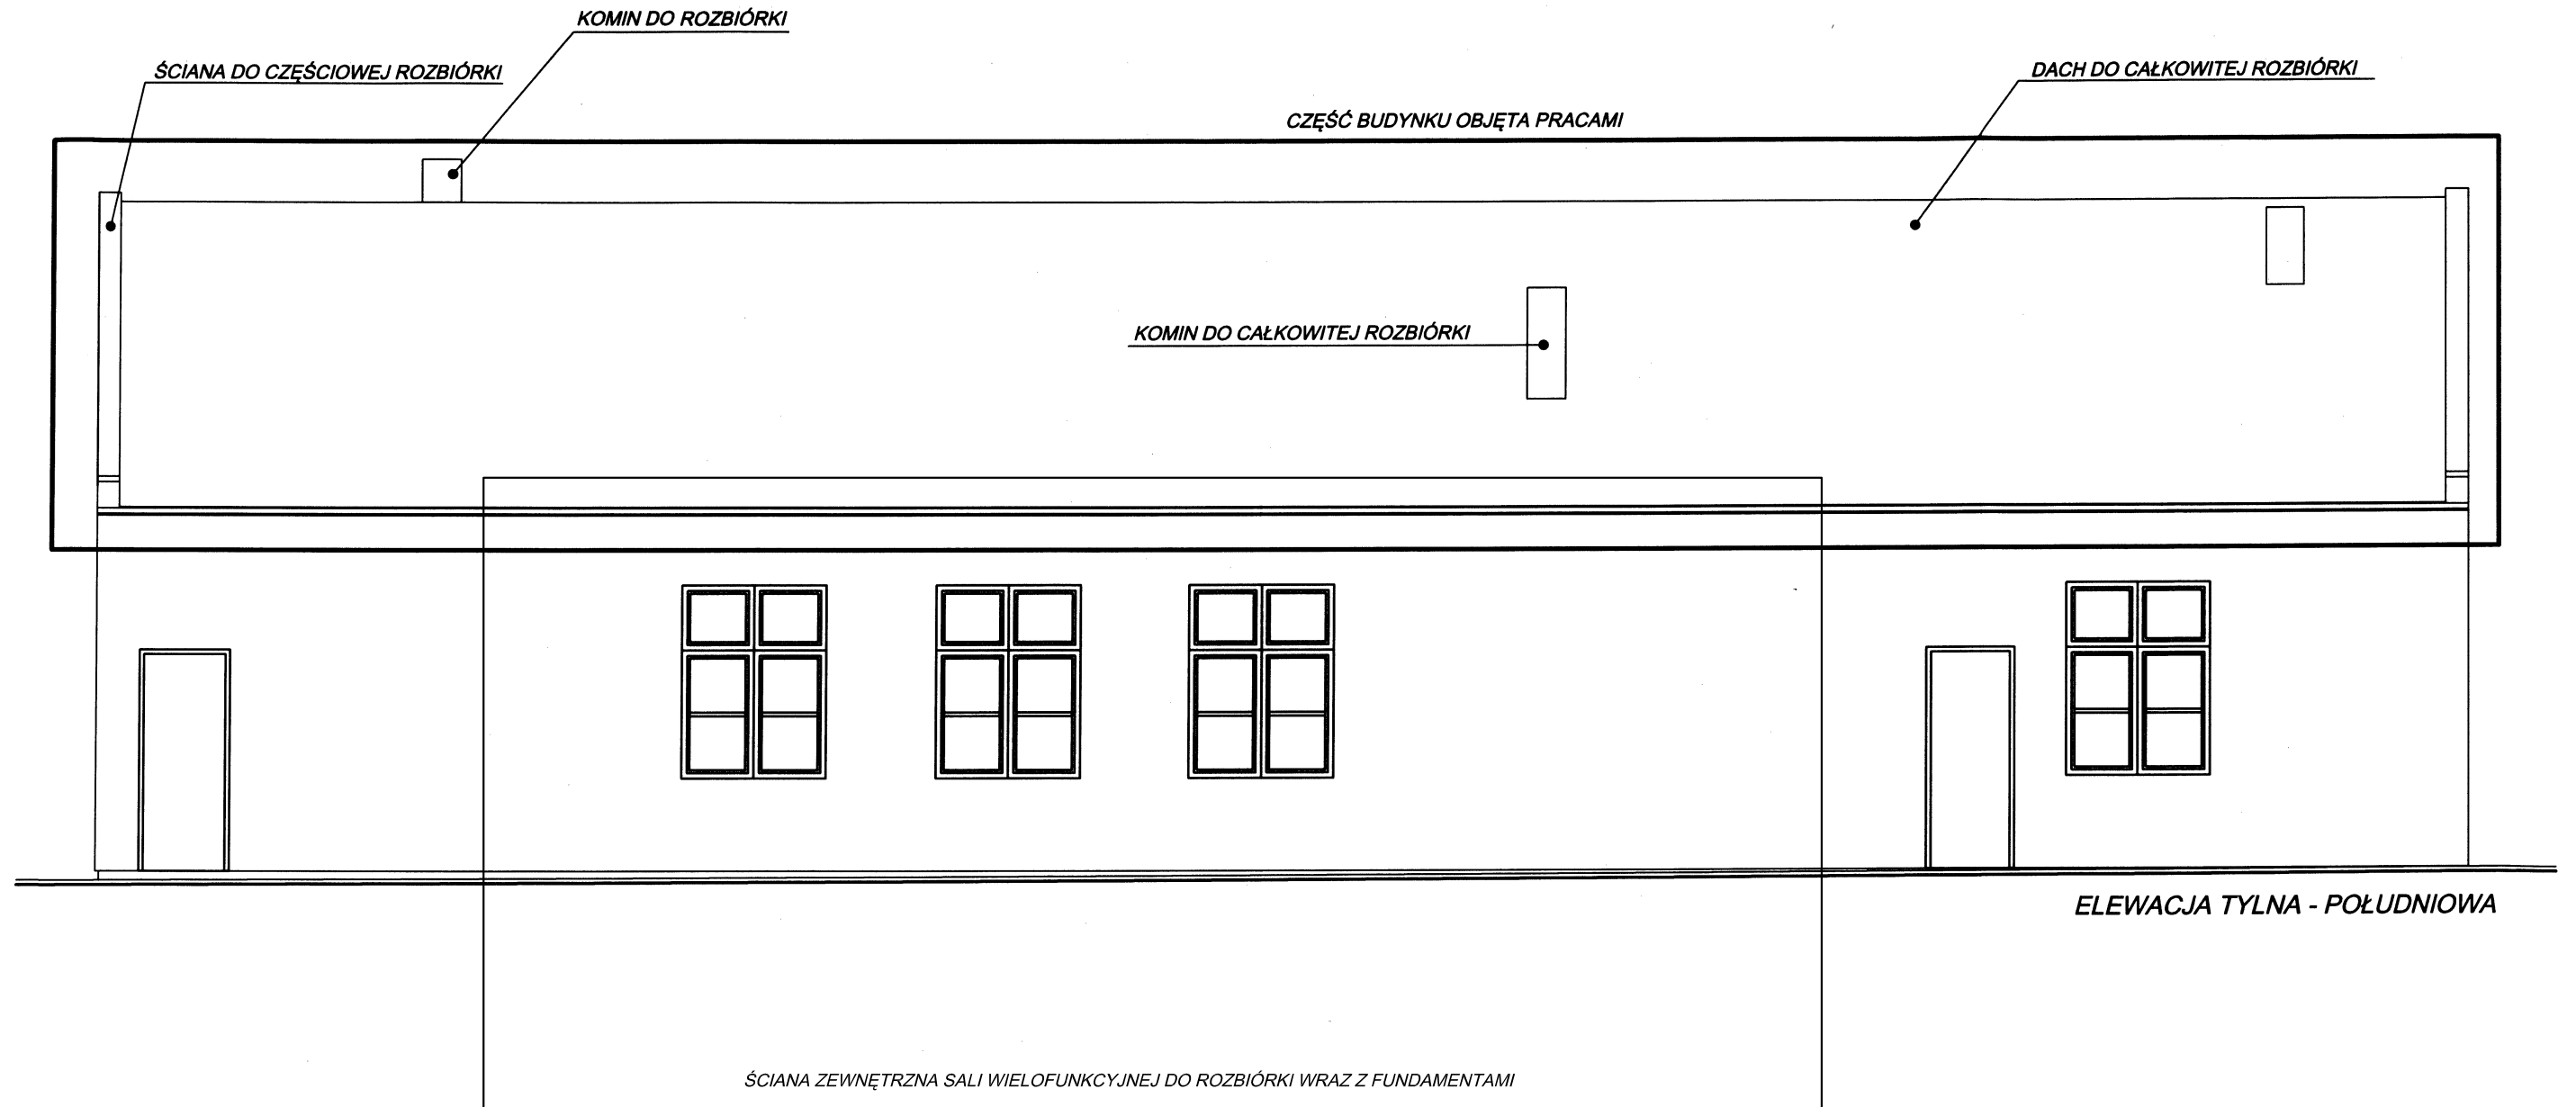 KOMIN DO ROZBIÓRKI
ŚCIANA DO CZĘŚCIOWEJ ROZBIÓRKI
DACH DO CAŁKOWITEJ ROZBIÓRKI
CZĘŚĆ BUDYNKU OBJĘTA PRACAMI
KOMIN DO CAŁKOWITEJ ROZBIÓRKI
ELEWACJA TYLNA - POŁUDNIOWA
ŚCIANA ZEWNĘTRZNA SALI WIELOFUNKCYJNEJ DO ROZBIÓRKI WRAZ Z FUNDAMENTAMI